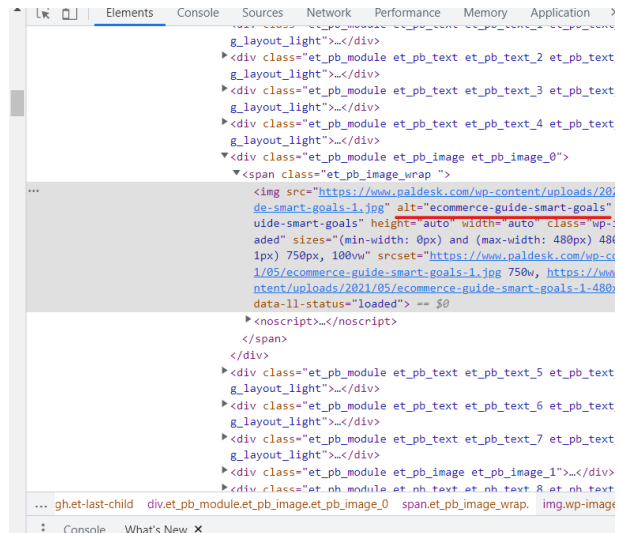 Elements Console Sources Network Performance Memory Application
g_layout_light">…</div>
<div class="et_pb_module et_pb_text et_pb_text_2 et_pb_text
g_layout_light">…</div>
<div class="et_pb_module et_pb_text et_pb_text_3 et_pb_text
g_layout_light">…</div>
<div class="et_pb_module et_pb_text et_pb_text_4 et_pb_text
g_layout_light">…</div>
<div class="et_pb_module et_pb_image et_pb_image_0">
<span class="et_pb_image_wrap ">
<img src="https://www.paldesk.com/wp-content/uploads/202
de-smart-goals-1.jpg" alt="ecommerce-guide-smart-goals"
uide-smart-goals" height="auto" width="auto" class="wp-i
aded" sizes="(min-width: 0px) and (max-width: 480px) 480
1px) 750px, 100vw" srcset="https://www.paldesk.com/wp-co
1/05/ecommerce-guide-smart-goals-1.jpg 750w, https://www
ntent/uploads/2021/05/ecommerce-guide-smart-goals-1-480x
data-ll-status="loaded"> == $0
<noscript>…</noscript>
</span>
</div>
<div class="et_pb_module et_pb_text et_pb_text_5 et_pb_text
g_layout_light">…</div>
<div class="et_pb_module et_pb_text et_pb_text_6 et_pb_text
g_layout_light">…</div>
<div class="et_pb_module et_pb_text et_pb_text_7 et_pb_text
g_layout_light">…</div>
<div class="et_pb_module et_pb_image et_pb_image_1">…</div>
<div class="et_pb_module et_pb_text et_pb_text_8 et_pb_text
... gh.et-last-child div.et_pb_module.et_pb_image.et_pb_image_0 span.et_pb_image_wrap. img.wp-image
Console What's New ×